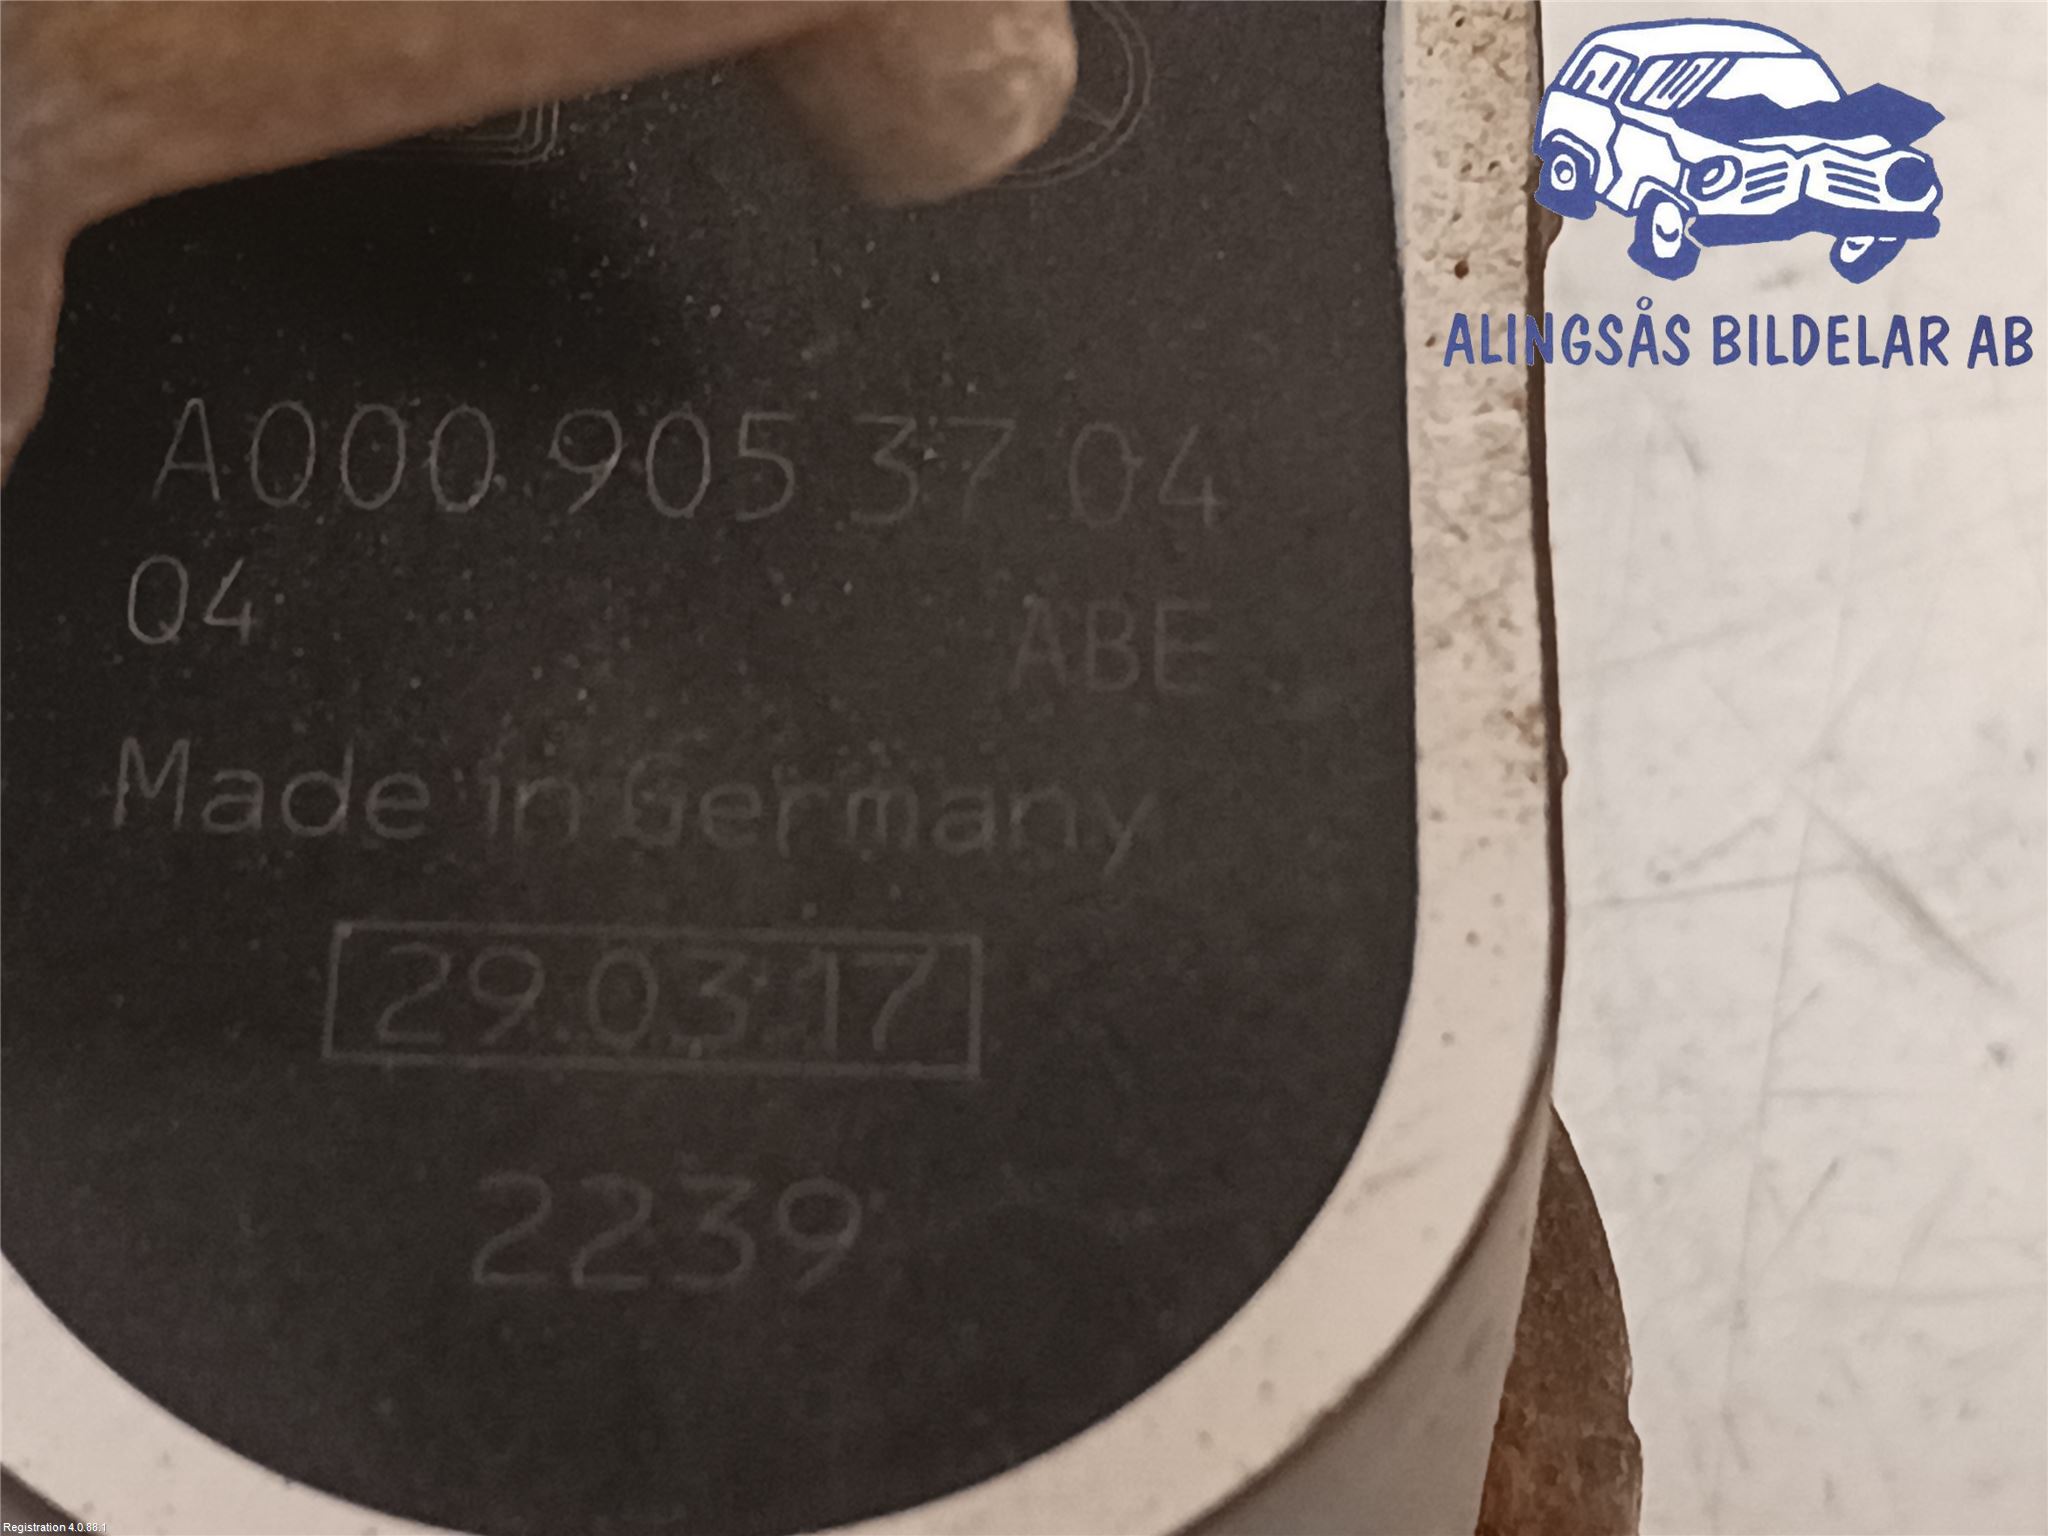 ALINGSÅS BILDELAR AB
A000 905 37 04
Q4 ABE
Made in Germany
29.03.17
2239
Registration 4.0.88.1